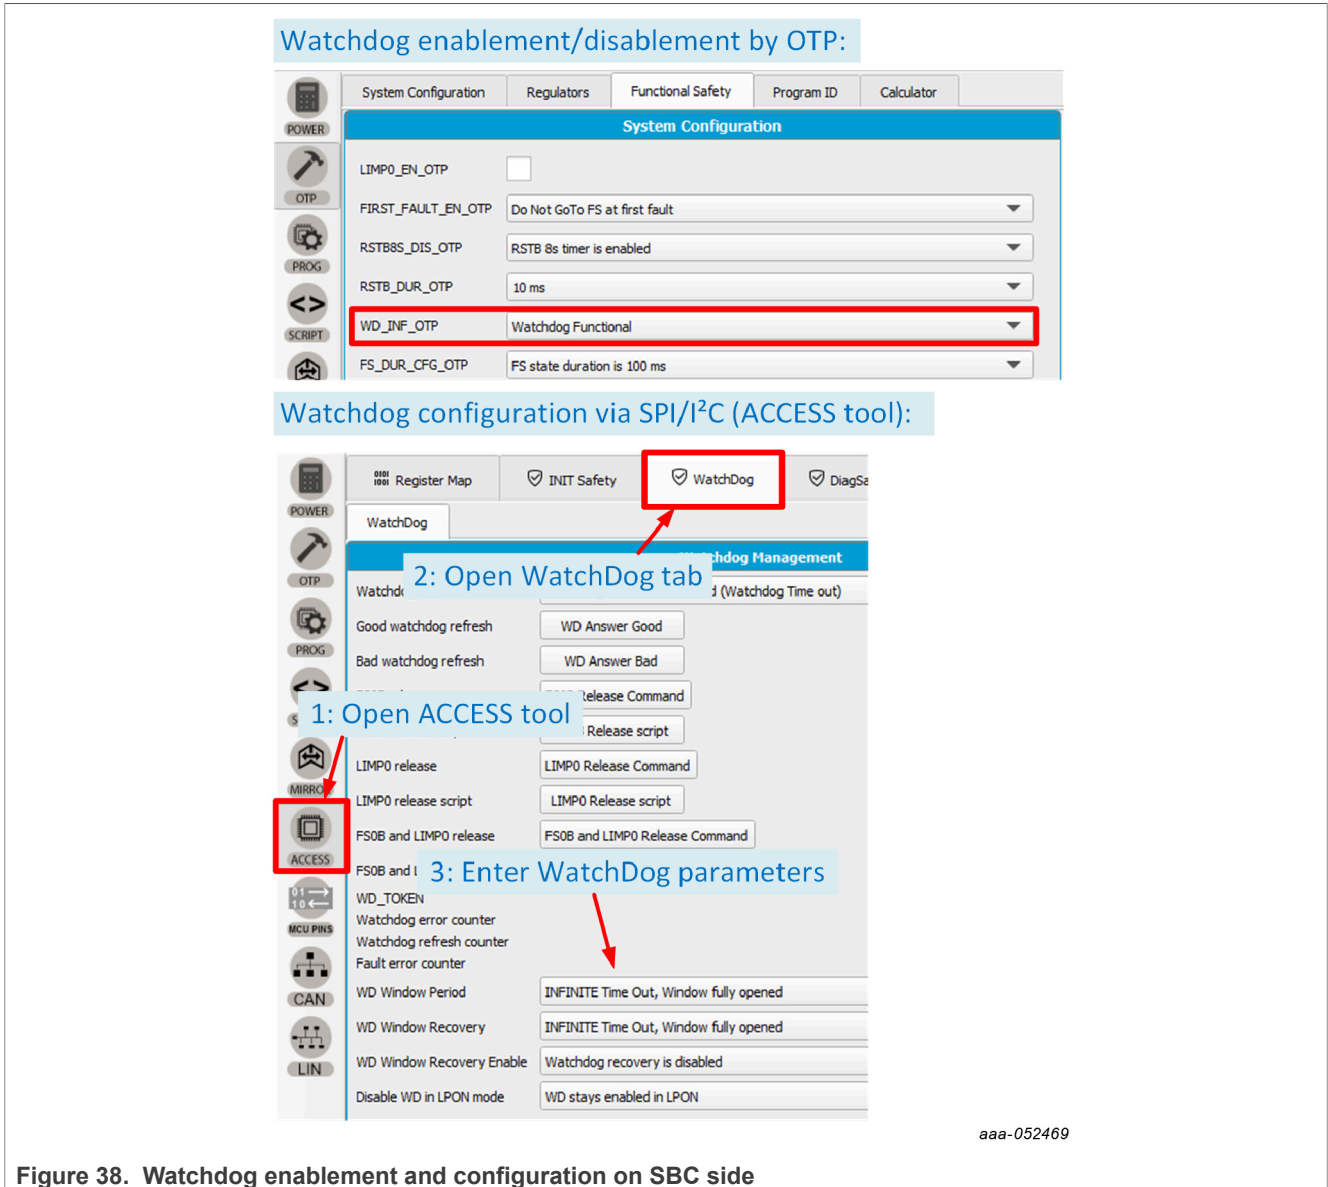 Watchdog enablement/disablement by OTP:
System Configuration Regulators Functional Safety Program ID Calculator
POWER
System Configuration
LIMP0_EN_OTP
OTP
FIRST_FAULT_EN_OTP Do Not GoTo FS at first fault
RSTB8S_DIS_OTP RSTB 8s timer is enabled
PROG
RSTB_DUR_OTP 10 ms
WD_INF_OTP Watchdog Functional
SCRIPT
FS_DUR_CFG_OTP FS state duration is 100 ms
Watchdog configuration via SPI/I²C (ACCESS tool):
Register Map INIT Safety WatchDog DiagSa
POWER
WatchDog
Management
2: Open WatchDog tab
OTP
(Watchdog Time out)
Good watchdog refresh WD Answer Good
PROG
Bad watchdog refresh WD Answer Bad
Release Command
1: Open ACCESS tool
Release script
LIMP0 release LIMP0 Release Command
MIRRO
LIMP0 release script LIMP0 Release script
FS0B and LIMP0 release FS0B and LIMP0 Release Command
ACCESS
FS0B and
3: Enter WatchDog parameters
WD_TOKEN
Watchdog error counter
MCU PINS
Watchdog refresh counter
Fault error counter
WD Window Period INFINITE Time Out, Window fully opened
CAN
WD Window Recovery INFINITE Time Out, Window fully opened
WD Window Recovery Enable Watchdog recovery is disabled
LIN
Disable WD in LPON mode WD stays enabled in LPON
aaa-052469
Figure 38. Watchdog enablement and configuration on SBC side